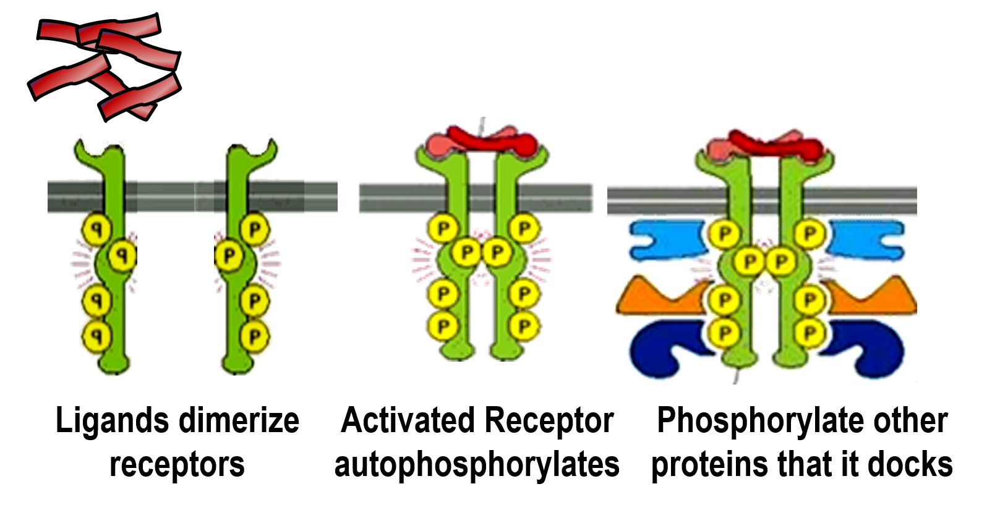 P P P P
P P P P
P P P P
P P P P
P P P P
P P P P
Ligands dimerize
receptors
Activated Receptor
autophosphorylates
Phosphorylate other
proteins that it docks